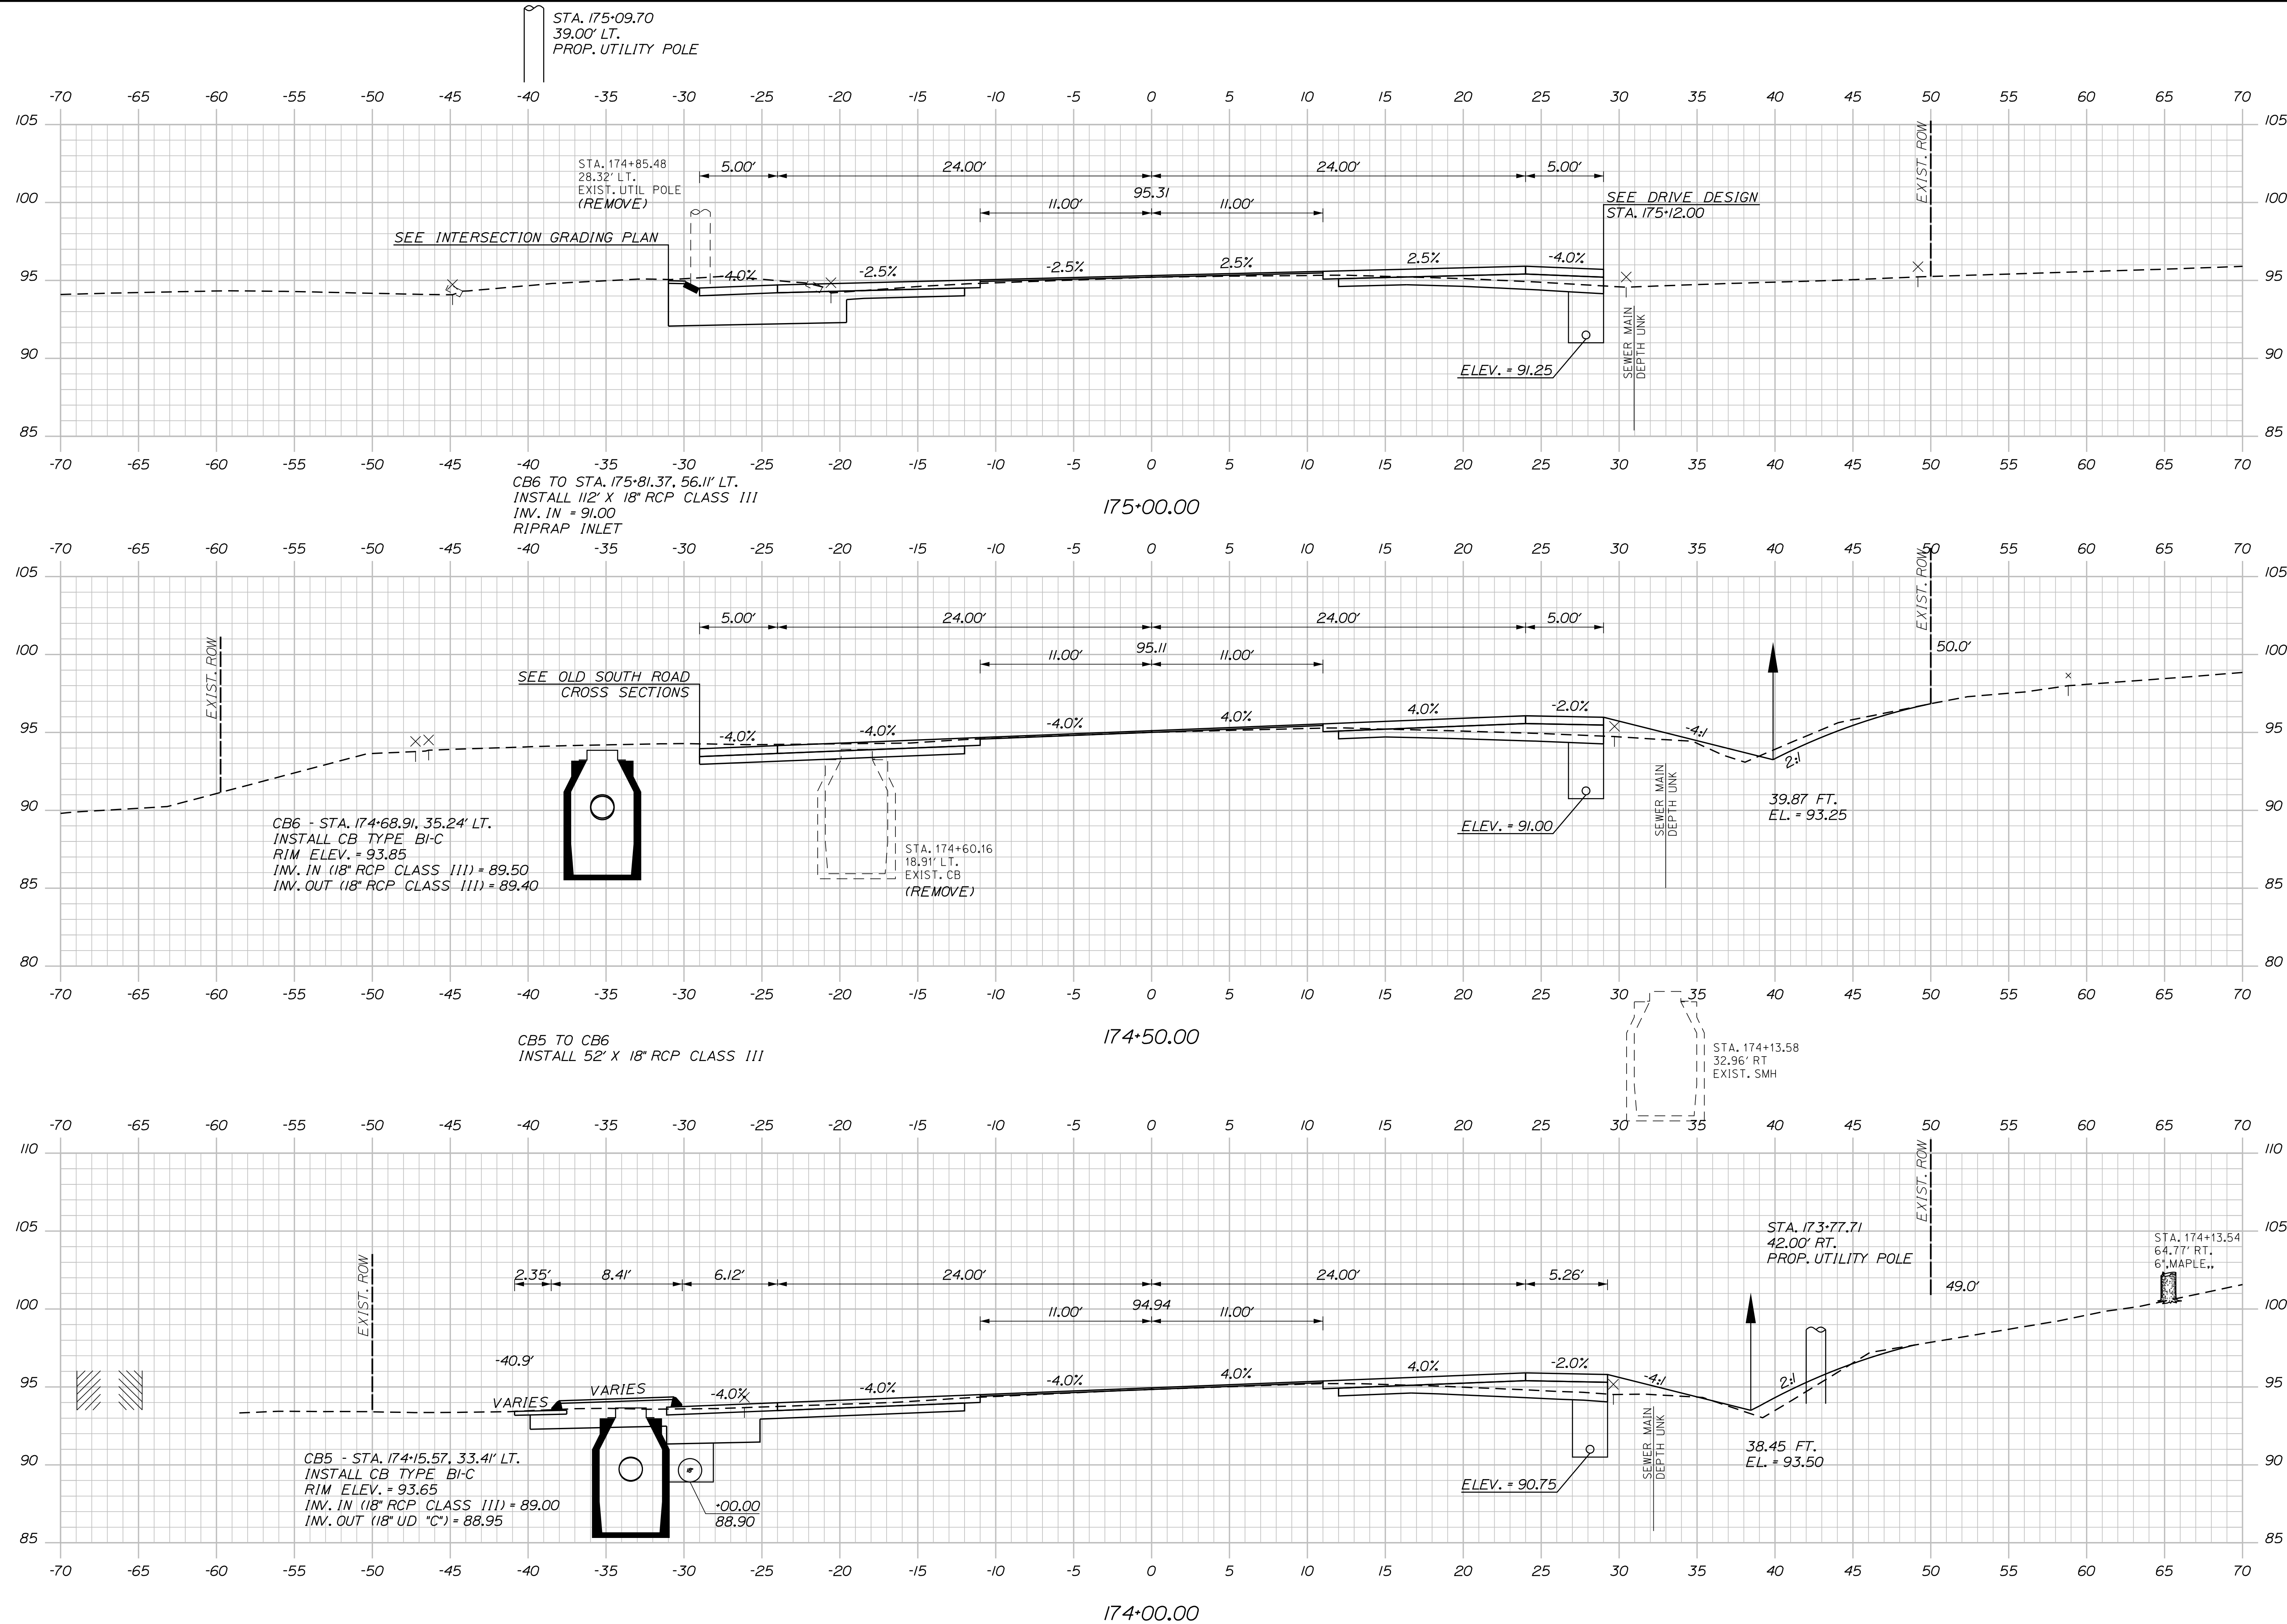 STA. 175+09.70
39.00' LT.
PROP. UTILITY POLE
-70 -65 -60 -55 -50 -45 -40 -35 -30 -25 -20 -15 -10 -5 0 5 10 15 20 25 30 35 40 45 50 55 60 65 70
105 105
EXIST. ROW
STA. 174+85.48
28.32' LT.
EXIST. UTIL POLE
(REMOVE)
5.00' 24.00' 24.00' 5.00'
95.31
11.00' 11.00'
SEE DRIVE DESIGN
STA. 175+12.00
100 100
SEE INTERSECTION GRADING PLAN
-4.0% -2.5% -2.5% 2.5% 2.5% -4.0%
95 95
SEWER MAIN
DEPTH UNK
90 90
ELEV. = 91.25
85 85
-70 -65 -60 -55 -50 -45 -40 -35 -30 -25 -20 -15 -10 -5 0 5 10 15 20 25 30 35 40 45 50 55 60 65 70
CB6 TO STA. 175+81.37, 56.11' LT.
INSTALL 112' X 18" RCP CLASS III
INV. IN = 91.00
RIPRAP INLET
175+00.00
-70 -65 -60 -55 -50 -45 -40 -35 -30 -25 -20 -15 -10 -5 0 5 10 15 20 25 30 35 40 45 50 55 60 65 70
105 105
EXIST. ROW
EXIST. ROW
5.00' 24.00' 24.00' 5.00'
95.11
11.00' 11.00'
50.0'
100 100
SEE OLD SOUTH ROAD
CROSS SECTIONS
-4.0% -4.0% -4.0% 4.0% 4.0% -2.0%
-4:1
2:1
95 95
SEWER MAIN
DEPTH UNK
39.87 FT.
EL. = 93.25
90 90
CB6 - STA. 174+68.91, 35.24' LT.
INSTALL CB TYPE B1-C
RIM ELEV. = 93.85
INV. IN (18" RCP CLASS III) = 89.50
INV. OUT (18" RCP CLASS III) = 89.40
STA. 174+60.16
18.91' LT.
EXIST. CB
(REMOVE)
ELEV. = 91.00
85 85
80 80
-70 -65 -60 -55 -50 -45 -40 -35 -30 -25 -20 -15 -10 -5 0 5 10 15 20 25 30 35 40 45 50 55 60 65 70
CB5 TO CB6
INSTALL 52' X 18" RCP CLASS III
174+50.00
STA. 174+13.58
32.96' RT
EXIST. SMH
-70 -65 -60 -55 -50 -45 -40 -35 -30 -25 -20 -15 -10 -5 0 5 10 15 20 25 30 35 40 45 50 55 60 65 70
110 110
EXIST. ROW
105 105
EXIST. ROW
STA. 173+77.71
42.00' RT.
PROP. UTILITY POLE
STA. 174+13.54
64.77' RT.
6" MAPLE,,
2.35' 8.41' 6.12' 24.00' 24.00' 5.26'
94.94
11.00' 11.00'
49.0'
100 100
-40.9'
VARIES VARIES -4.0% -4.0% -4.0% 4.0% 4.0% -2.0%
-4:1
2:1
95 95
SEWER MAIN
DEPTH UNK
38.45 FT.
EL. = 93.50
90 90
CB5 - STA. 174+15.57, 33.41' LT.
INSTALL CB TYPE B1-C
RIM ELEV. = 93.65
INV. IN (18" RCP CLASS III) = 89.00
INV. OUT (18" UD "C") = 88.95
+00.00
88.90
ELEV. = 90.75
85 85
-70 -65 -60 -55 -50 -45 -40 -35 -30 -25 -20 -15 -10 -5 0 5 10 15 20 25 30 35 40 45 50 55 60 65 70
174+00.00